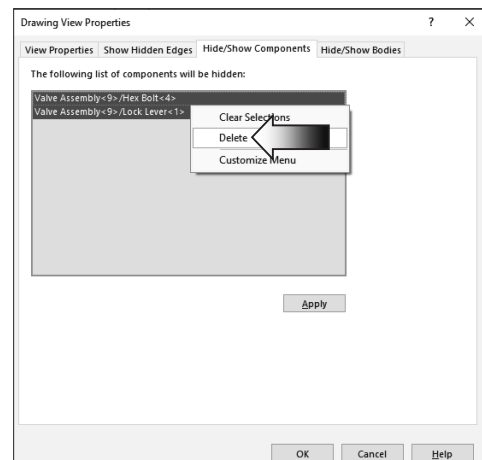 Drawing View Properties ? ×
View Properties Show Hidden Edges Hide/Show Components Hide/Show Bodies
The following list of components will be hidden:
Valve Assembly<9>/Hex Bolt<4>
Valve Assembly<9>/Lock Lever<1>
Clear Selections
Delete
Customize Menu
Apply
OK Cancel Help